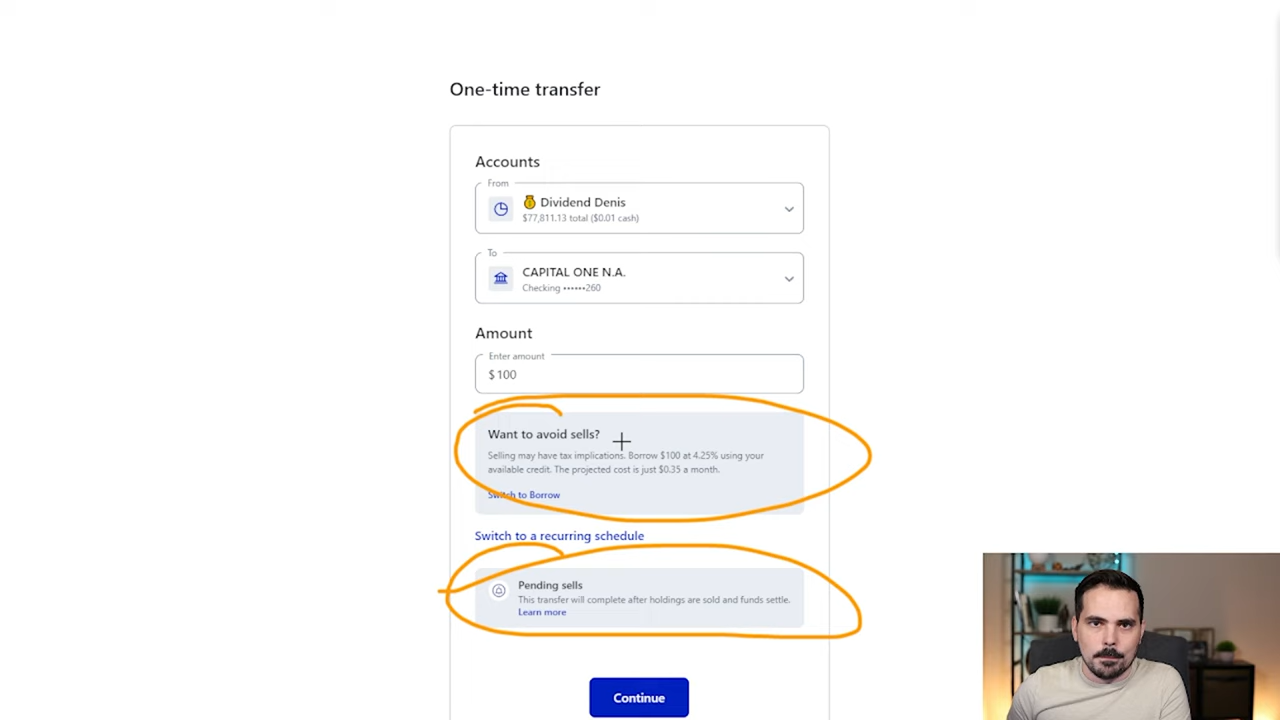 One-time transfer
Accounts
From
Dividend Denis
$77,811.13 total ($0.01 cash)
To
CAPITAL ONE N.A.
Checking ••••••260
Amount
Enter amount
$ 100
Want to avoid sells?
Selling may have tax implications. Borrow $100 at 4.25% using your
available credit. The projected cost is just $0.35 a month.
Switch to Borrow
Switch to a recurring schedule
Pending sells
This transfer will complete after holdings are sold and funds settle.
Learn more
Continue